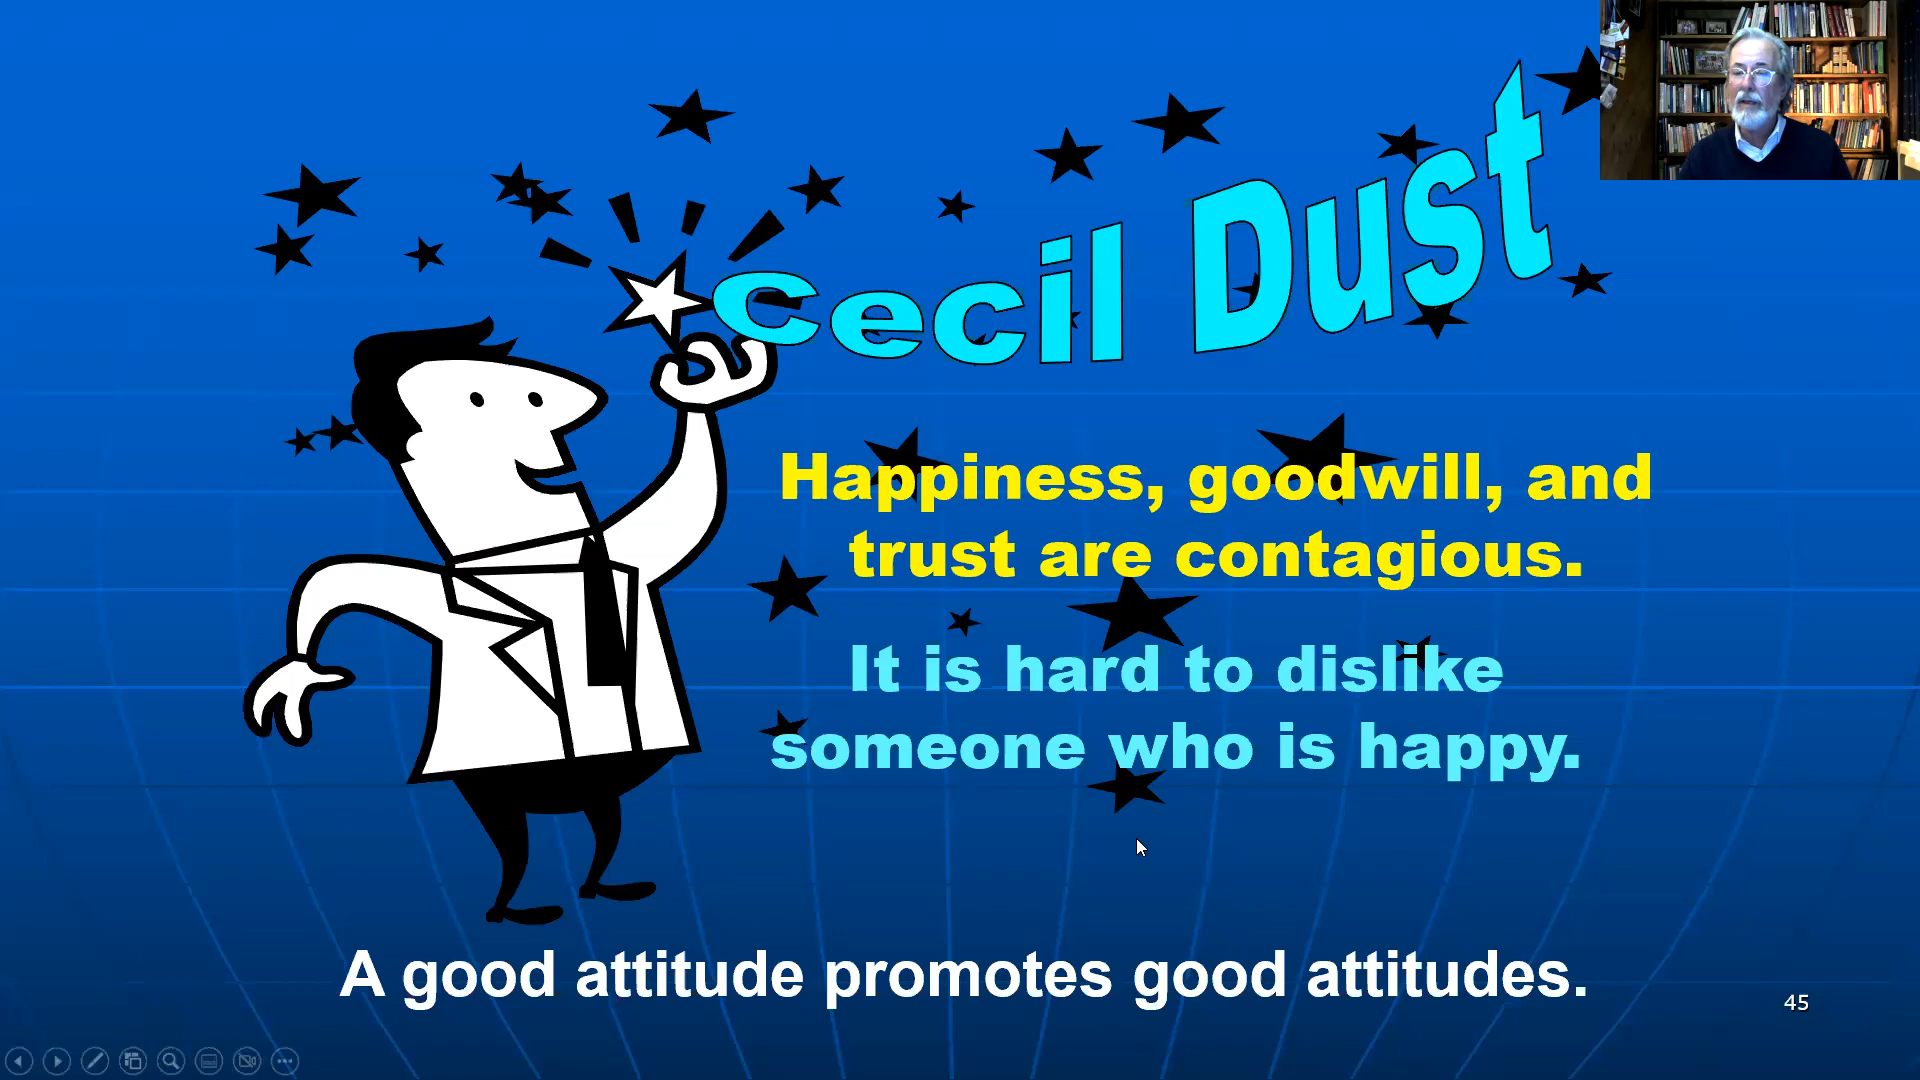 Cecil Dust
Happiness, goodwill, and
trust are contagious.
It is hard to dislike
someone who is happy.
A good attitude promotes good attitudes.
45